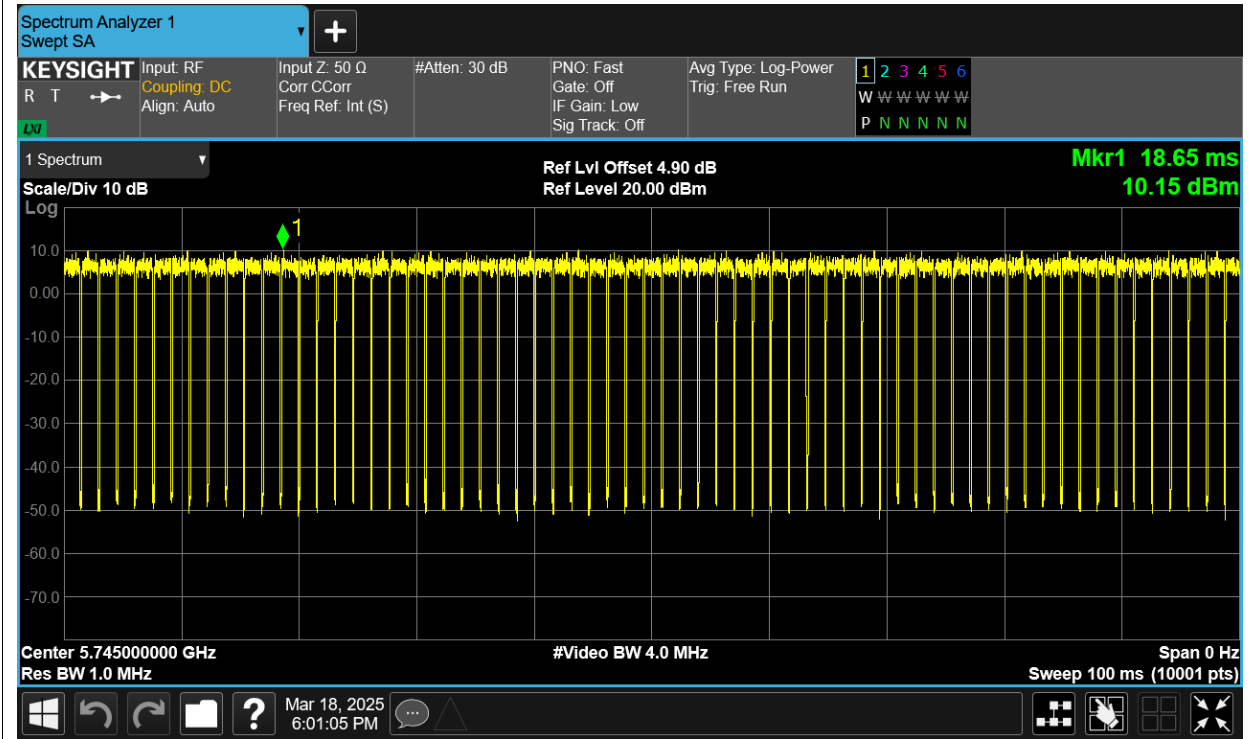 Spectrum Analyzer 1
Swept SA
KEYSIGHT
R T
LXI
Input: RF
Coupling: DC
Align: Auto
Input Z: 50 Ω
Corr CCorr
Freq Ref: Int (S)
#Atten: 30 dB
PNO: Fast
Gate: Off
IF Gain: Low
Sig Track: Off
Avg Type: Log-Power
Trig: Free Run
1 2 3 4 5 6
W W W W W W
P N N N N N
1 Spectrum
Scale/Div 10 dB
Ref Lvl Offset 4.90 dB
Ref Level 20.00 dBm
Mkr1 18.65 ms
10.15 dBm
Log
1
10.0
0.00
-10.0
-20.0
-30.0
-40.0
-50.0
-60.0
-70.0
Center 5.745000000 GHz
Res BW 1.0 MHz
#Video BW 4.0 MHz
Span 0 Hz
Sweep 100 ms (10001 pts)
?
Mar 18, 2025
6:01:05 PM